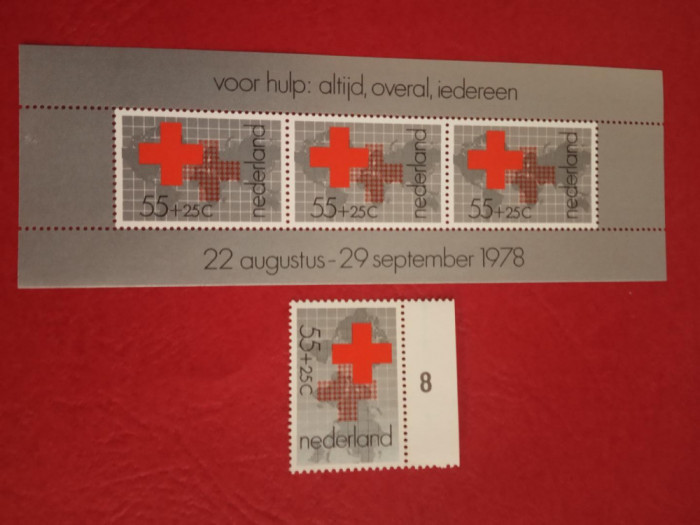 voor hulp: altijd, overal, iedereen
55+25C nederland
55+25C nederland
55+25C nederland
22 augustus - 29 september 1978
55+25C
nederland
8